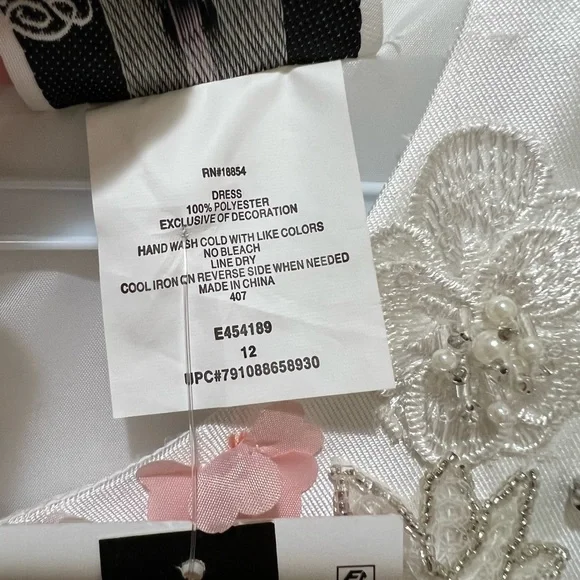 RN#18854
DRESS
100% POLYESTER
EXCLUSIVE OF DECORATION
HAND WASH COLD WITH LIKE COLORS
NO BLEACH
LINE DRY
COOL IRON ON REVERSE SIDE WHEN NEEDED
MADE IN CHINA
407
E454189
12
UPC#791088658930